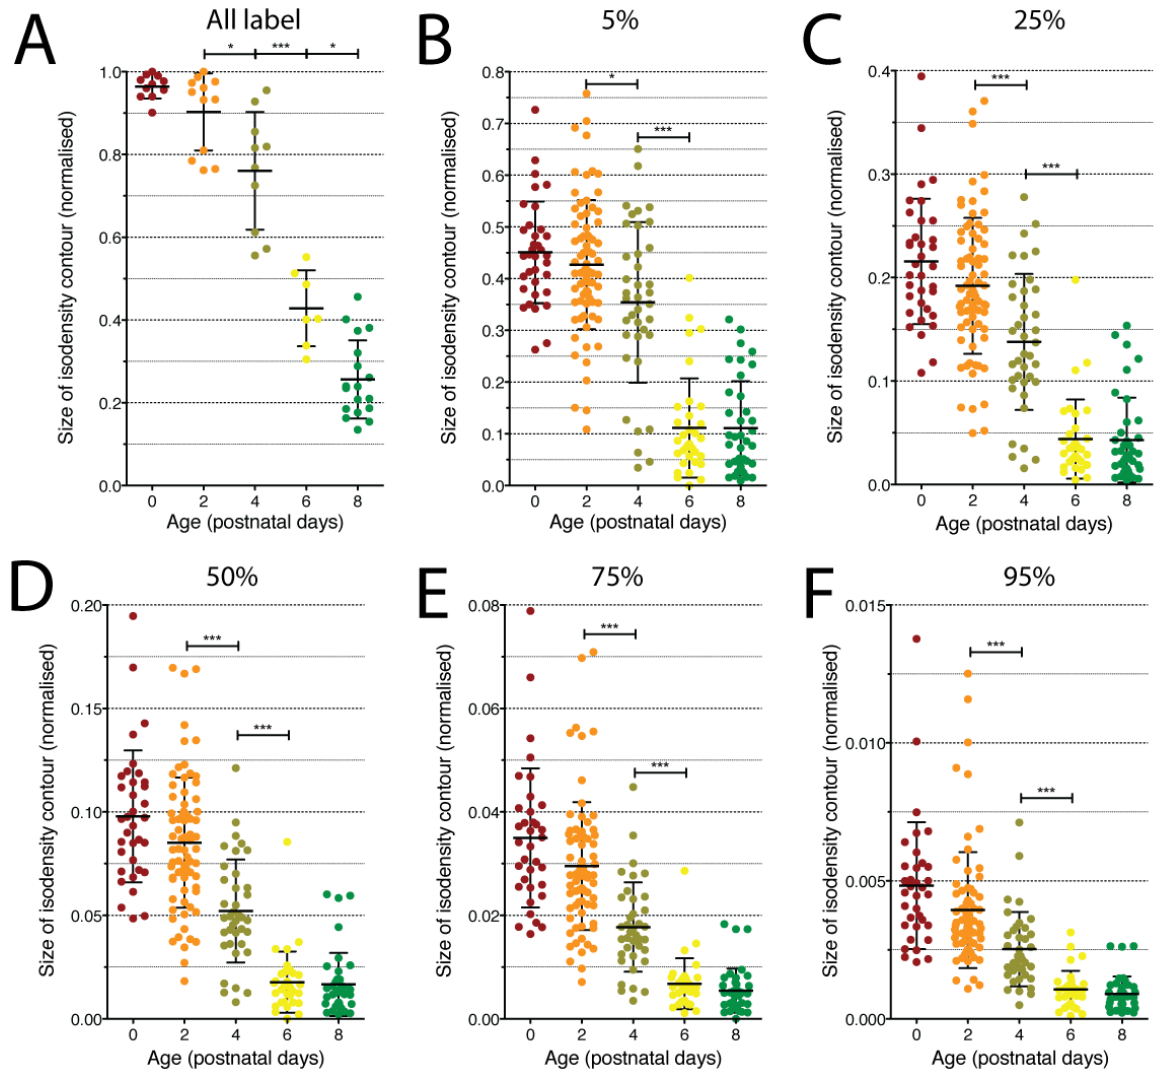 A
All label
* *** *
Size of isodensity contour (normalised)
1.0
0.8
0.6
0.4
0.2
0.0
0 2 4 6 8
Age (postnatal days)
B
5%
*
***
Size of isodensity contour (normalised)
0.8
0.7
0.6
0.5
0.4
0.3
0.2
0.1
0.0
0 2 4 6 8
Age (postnatal days)
C
25%
***
***
Size of isodensity contour (normalised)
0.4
0.3
0.2
0.1
0.0
0 2 4 6 8
Age (postnatal days)
D
50%
***
***
Size of isodensity contour (normalised)
0.20
0.15
0.10
0.05
0.00
0 2 4 6 8
Age (postnatal days)
E
75%
***
***
Size of isodensity contour (normalised)
0.08
0.06
0.04
0.02
0.00
0 2 4 6 8
Age (postnatal days)
F
95%
***
***
Size of isodensity contour (normalised)
0.015
0.010
0.005
0.000
0 2 4 6 8
Age (postnatal days)